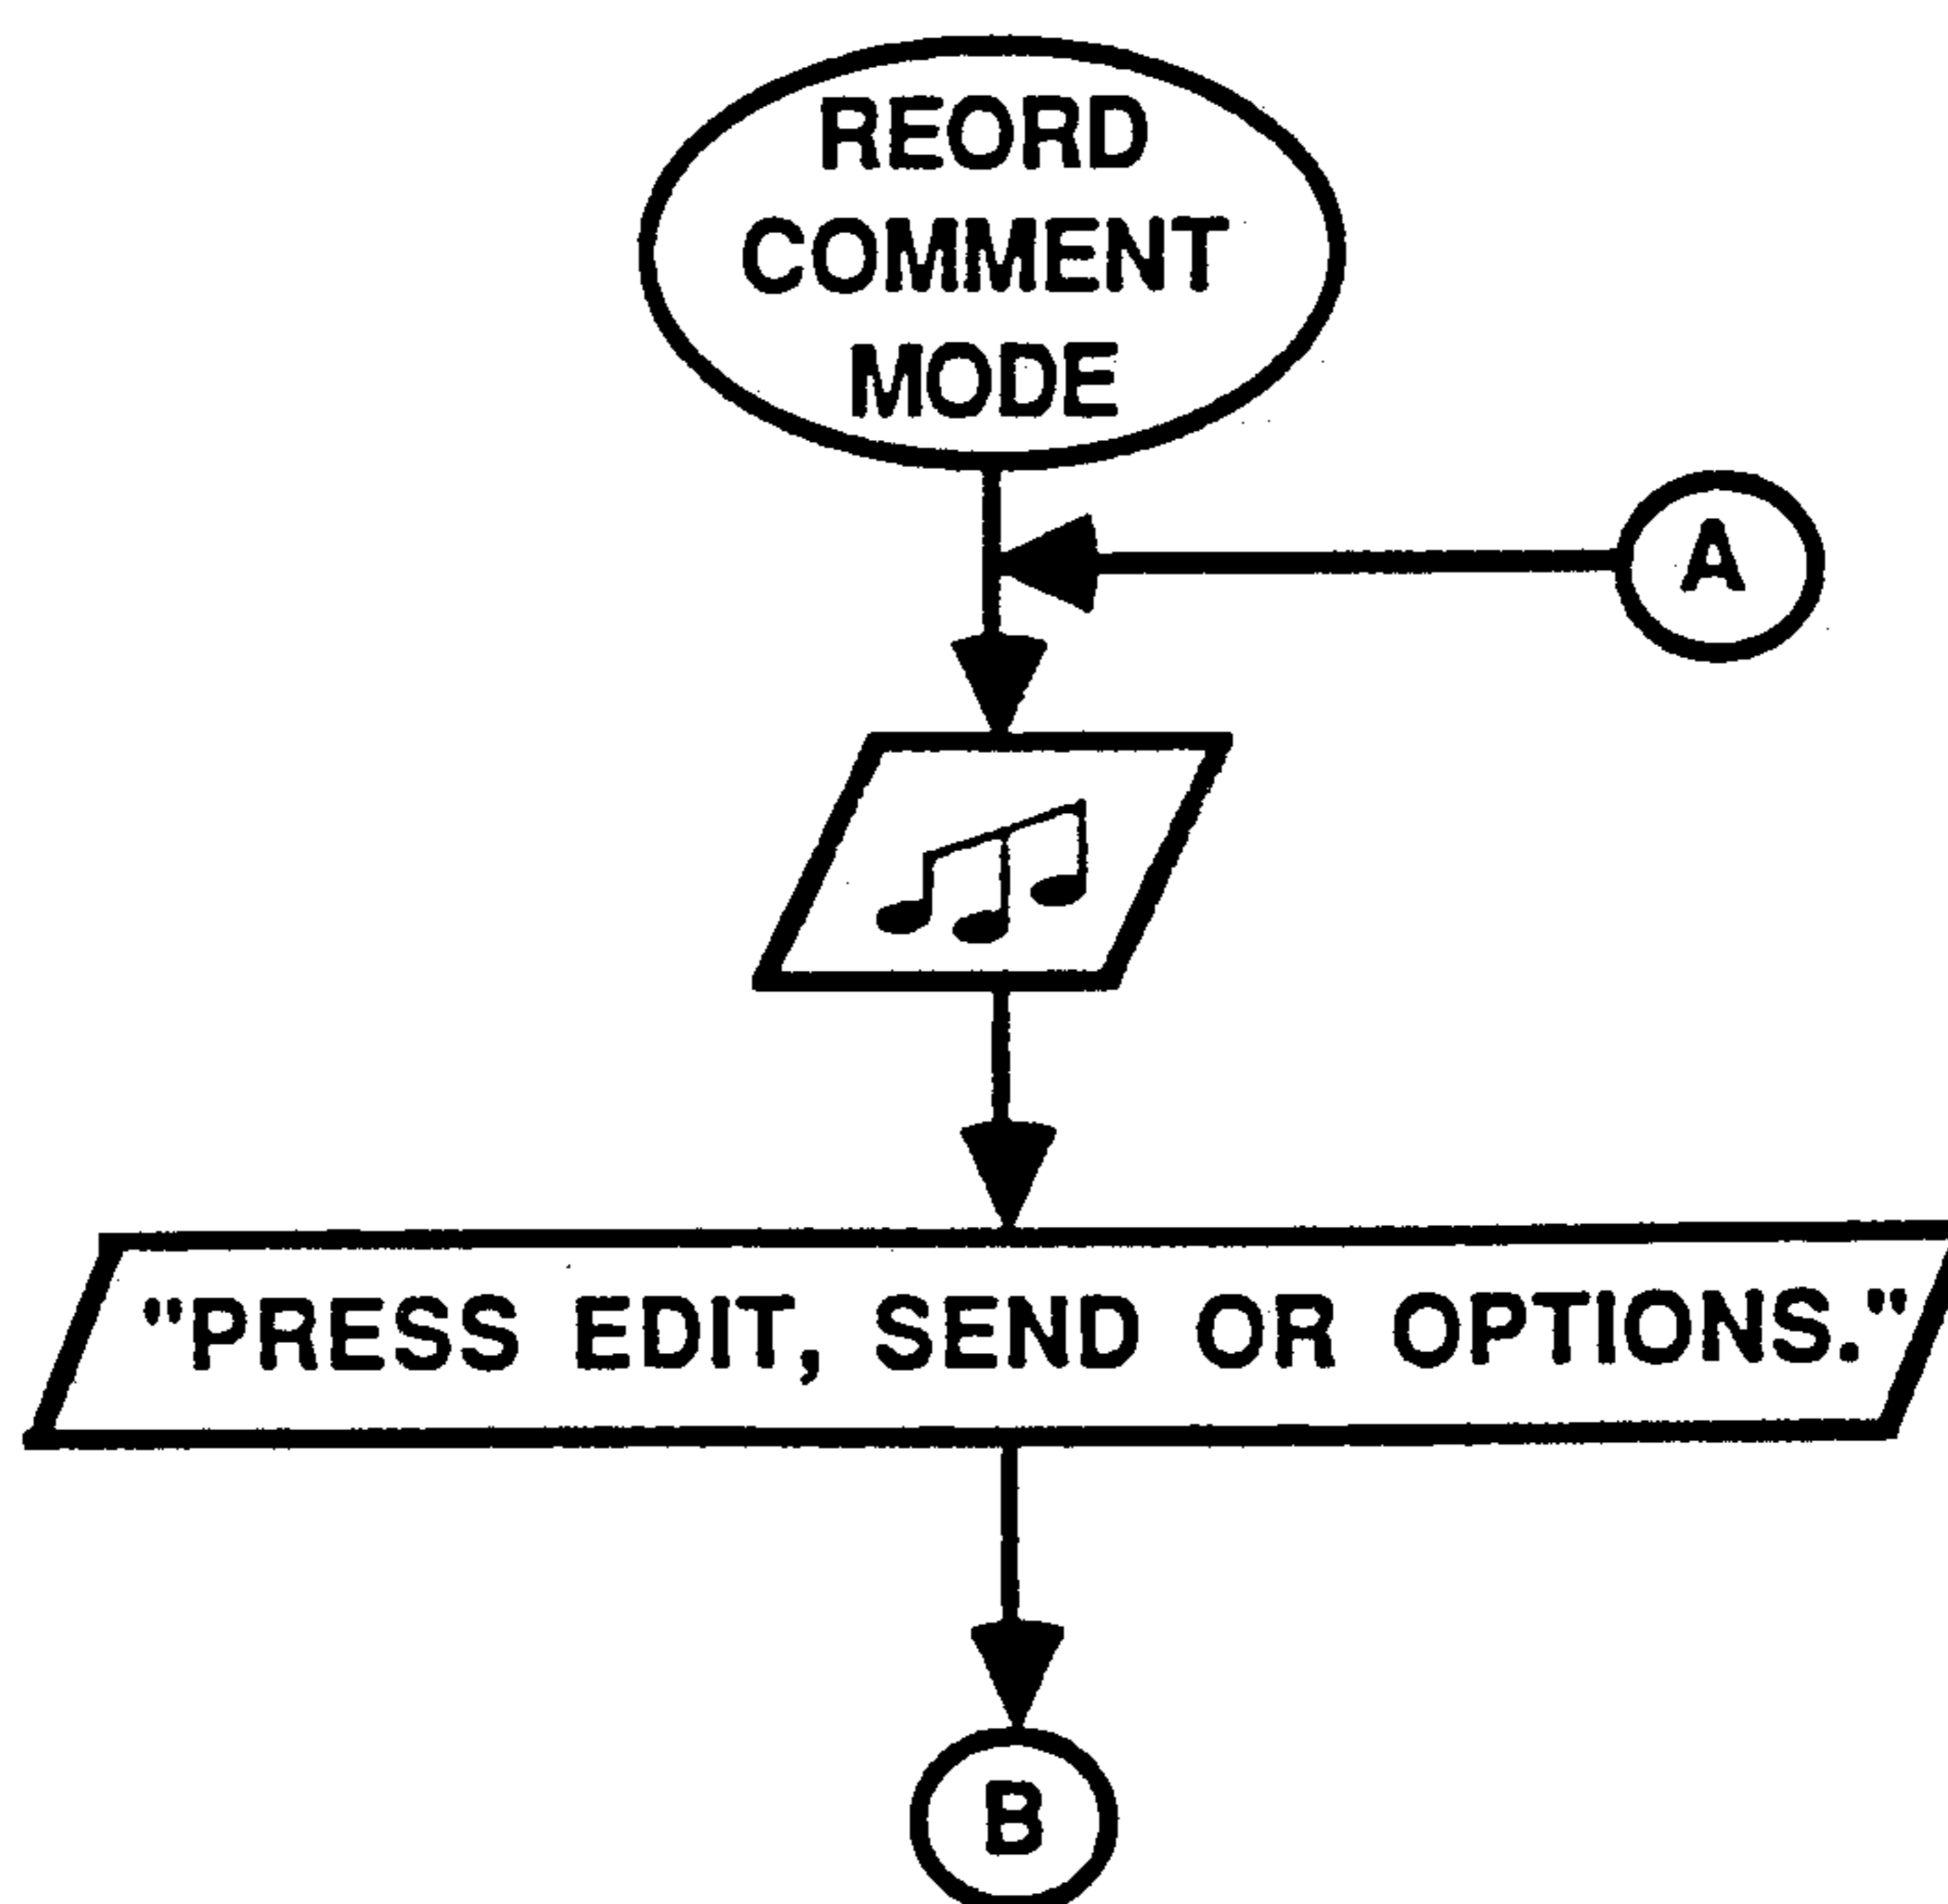 REORD
COMMENT
MODE
A
"PRESS EDIT, SEND OR OPTIONS."
B